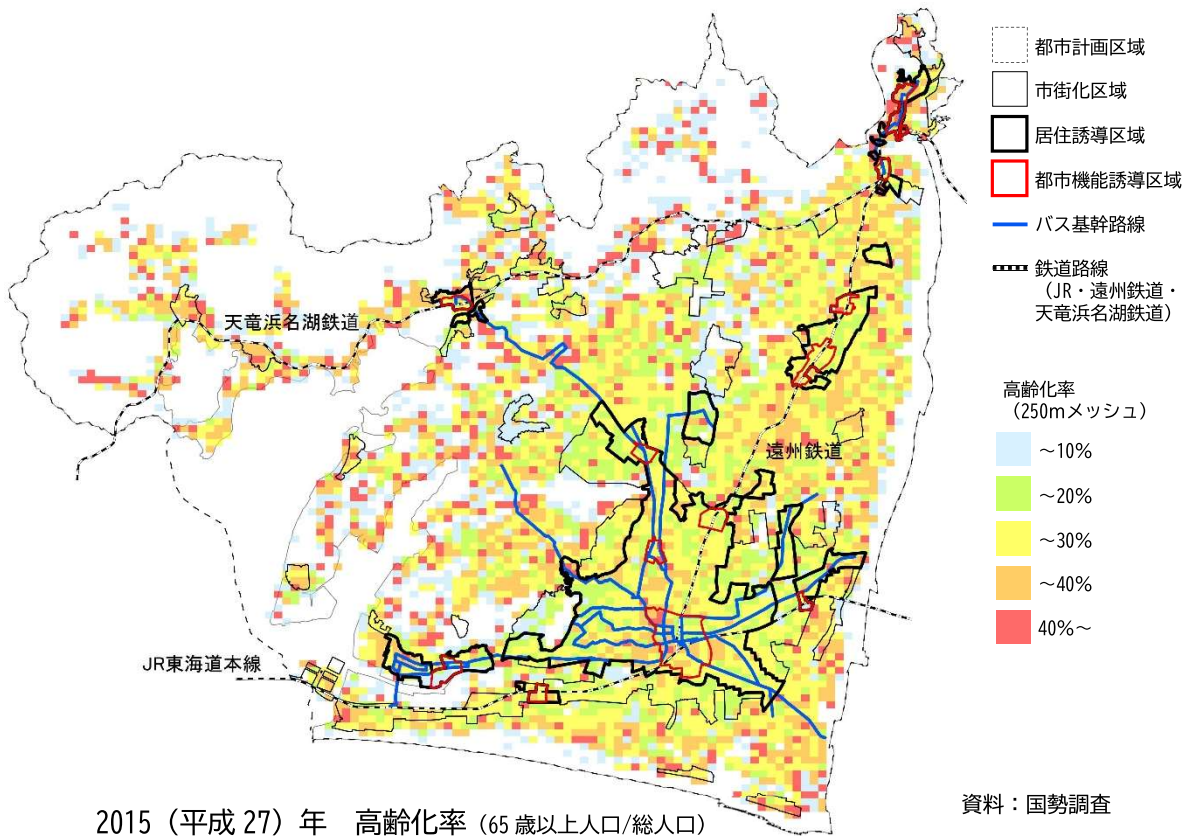 都市計画区域
市街化区域
居住誘導区域
都市機能誘導区域
バス基幹路線
鉄道路線
（JR・遠州鉄道・
天竜浜名湖鉄道）
天竜浜名湖鉄道
高齢化率
（250mメッシュ）
～10%
～20%
～30%
～40%
40%～
遠州鉄道
JR東海道本線
2015（平成 27）年　高齢化率（65 歳以上人口/総人口）
資料：国勢調査